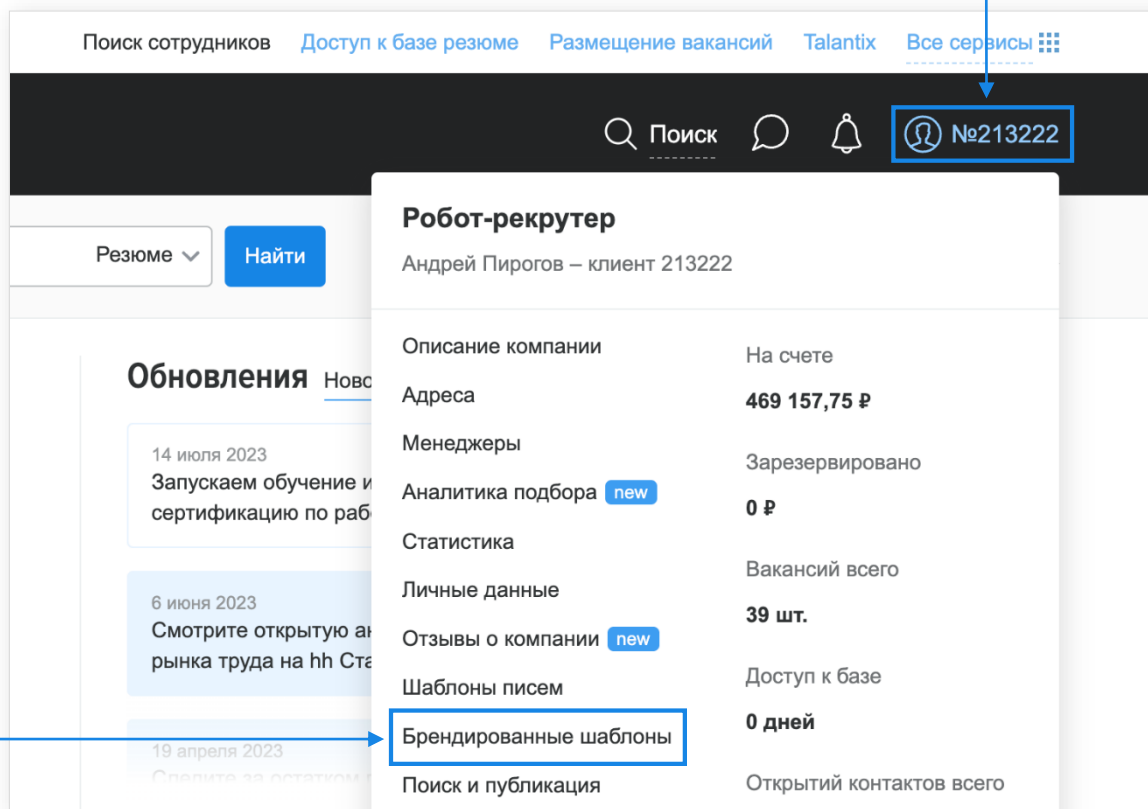 Поиск сотрудников Доступ к базе резюме Размещение вакансий Talantix Все сервисы
Поиск №213222
Резюме Найти
Робот-рекрутер
Андрей Пирогов – клиент 213222
Обновления
14 июля 2023
Запускаем обучение и
сертификацию по
6 июня 2023
Смотрите открытую
рынка труда на hh
19 апреля 2023
Следите за остатком
Описание компании
Адреса
Менеджеры
Аналитика подбора new
Статистика
Личные данные
Отзывы о компании new
Шаблоны писем
Брендированные шаблоны
Поиск и публикация
На счете
469 157,75 ₽
Зарезервировано
0 ₽
Вакансий всего
39 шт.
Доступ к базе
0 дней
Открытий контактов всего